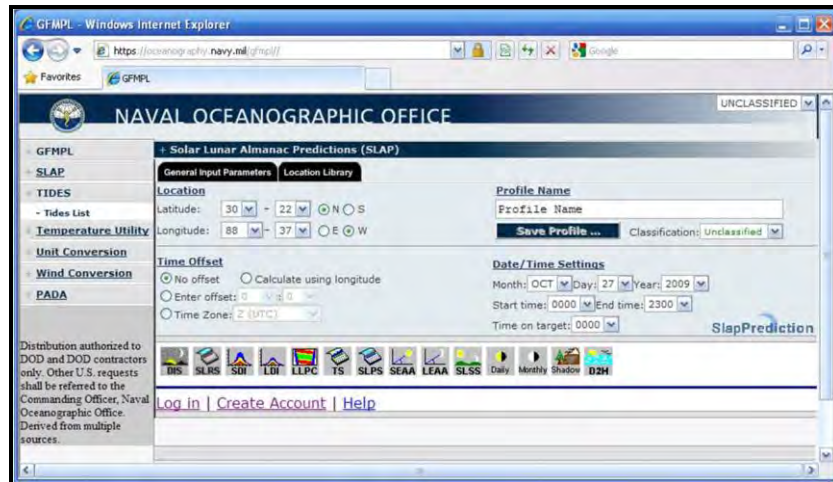 GFMPL - Windows Internet Explorer
https://oceanography.navy.mil/gfmpl//
Google
Favorites
GFMPL
UNCLASSIFIED
NAVAL OCEANOGRAPHIC OFFICE
GFMPL
SLAP
TIDES
- Tides List
Temperature Utility
Unit Conversion
Wind Conversion
PADA
Distribution authorized to
DOD and DOD contractors
only. Other U.S. requests
shall be referred to the
Commanding Officer, Naval
Oceanographic Office.
Derived from multiple
sources.
+ Solar Lunar Almanac Predictions (SLAP)
General Input Parameters Location Library
Location
Latitude: 30 - 22 N S
Longitude: 88 - 37 E W
Time Offset
No offset Calculate using longitude
Enter offset: 0 : 0
Time Zone: Z (UTC)
Profile Name
Profile Name
Save Profile ... Classification: Unclassified
Date/Time Settings
Month: OCT Day: 27 Year: 2009
Start time: 0000 End time: 2300
Time on target: 0000
SlapPrediction
DIS SLRS SDI LDI LLPC TS SLPS SEAA LEAA SLSS Daily Monthly Shadow D2H
Log in | Create Account | Help